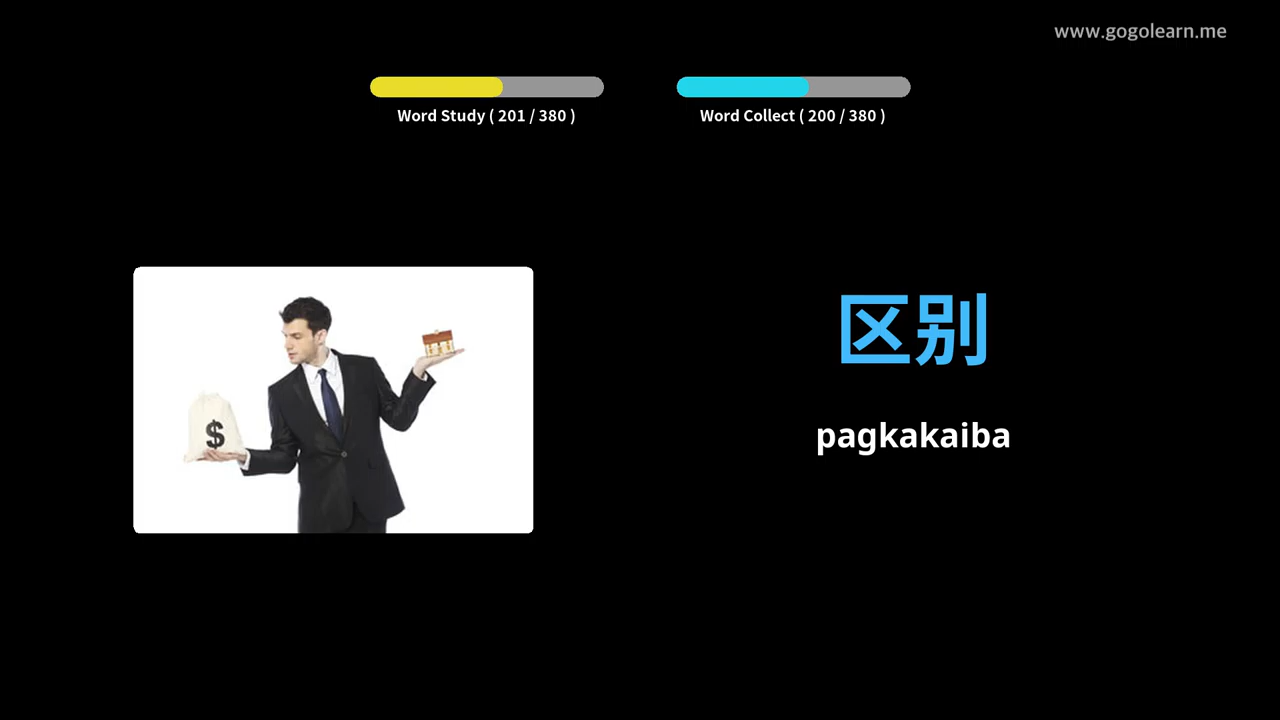 www.gogolearn.me
Word Study ( 201 / 380 )
Word Collect ( 200 / 380 )
$
区别
pagkakaiba